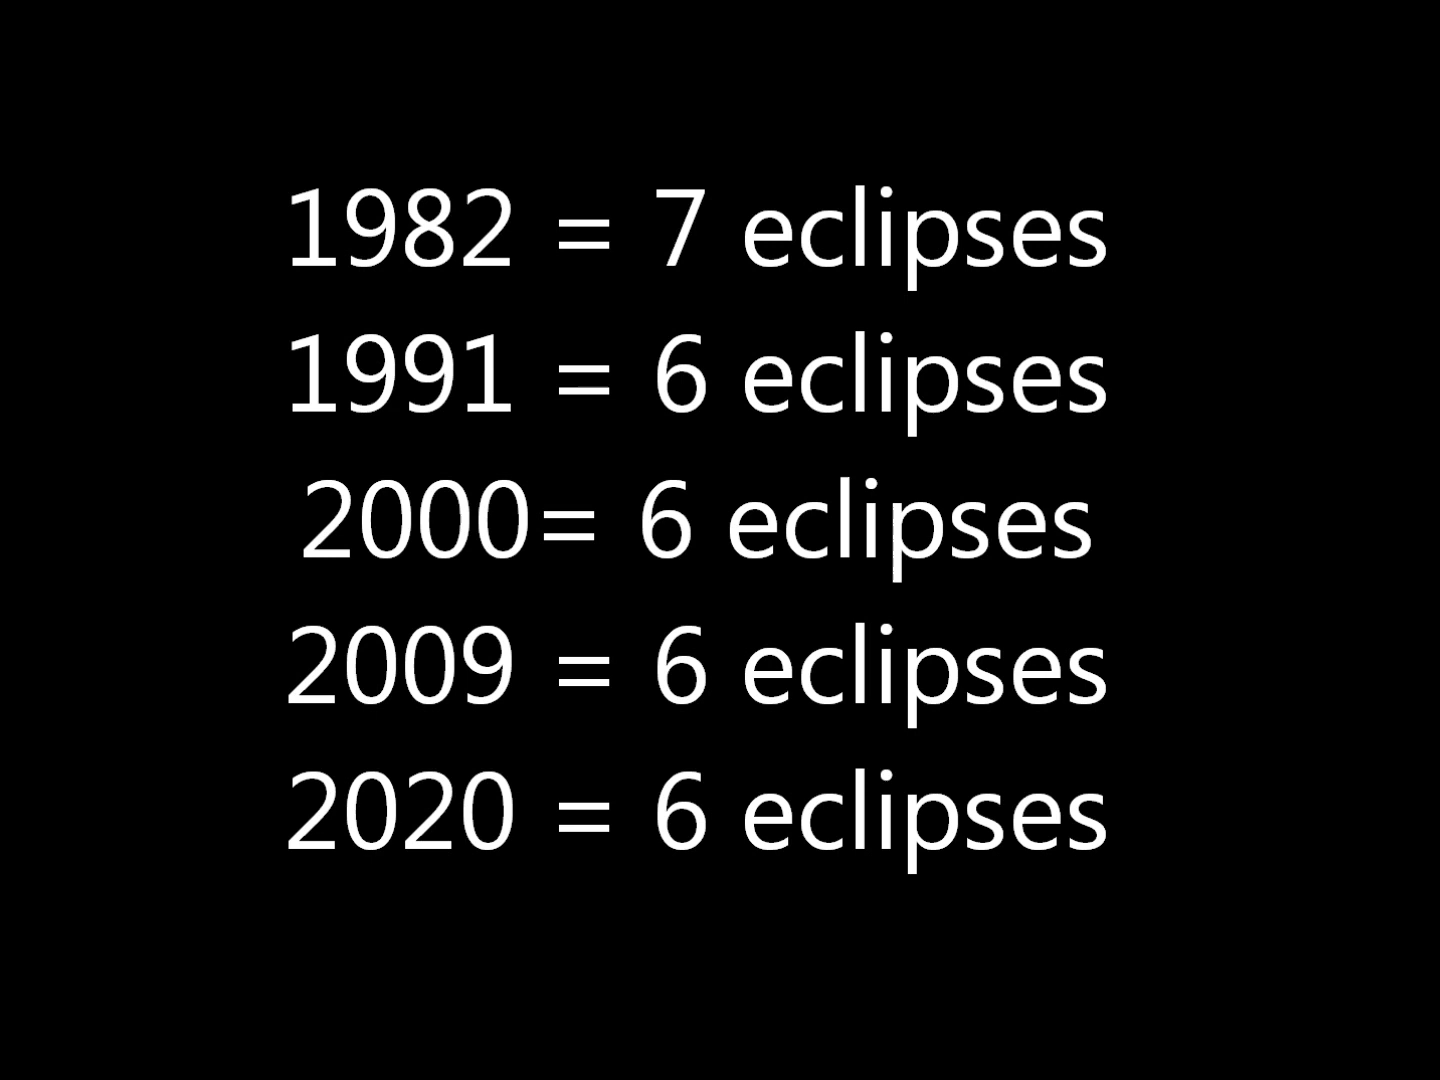 1982 = 7 eclipses
1991 = 6 eclipses
2000= 6 eclipses
2009 = 6 eclipses
2020 = 6 eclipses